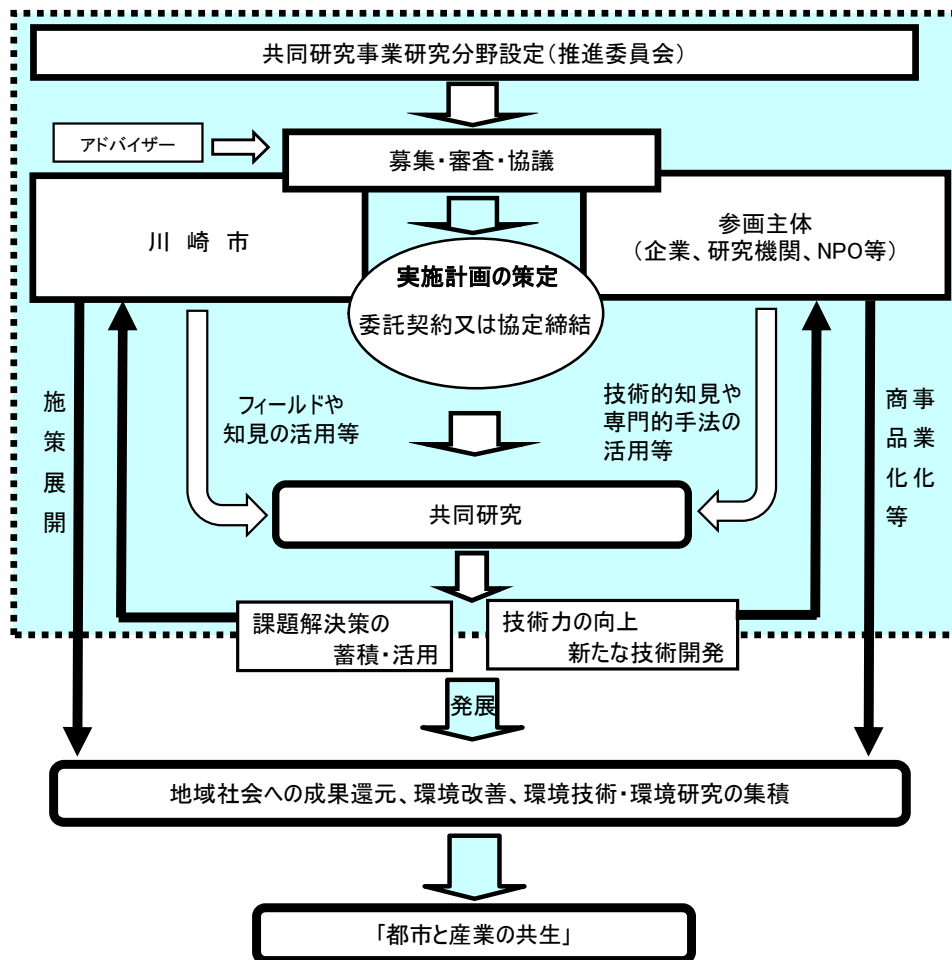 共同研究事業研究分野設定（推進委員会）
アドバイザー
募集・審査・協議
川 崎 市
参画主体
（企業、研究機関、NPO等）
実施計画の策定
委託契約又は協定締結
施策展開
フィールドや
知見の活用等
技術的知見や
専門的手法の
活用等
事業化
商品化等
共同研究
課題解決策の
蓄積・活用
技術力の向上
新たな技術開発
発展
地域社会への成果還元、環境改善、環境技術・環境研究の集積
「都市と産業の共生」